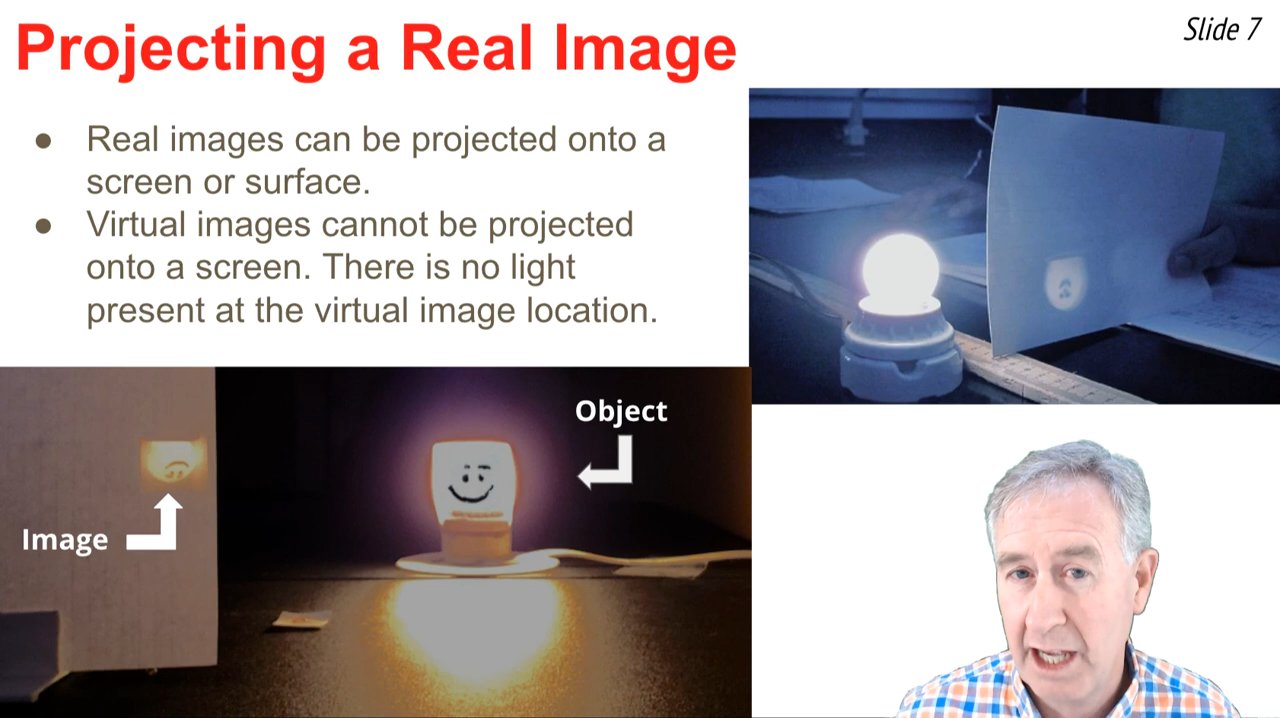 Projecting a Real Image
Slide 7
● Real images can be projected onto a
screen or surface.
● Virtual images cannot be projected
onto a screen. There is no light
present at the virtual image location.
Object
Image